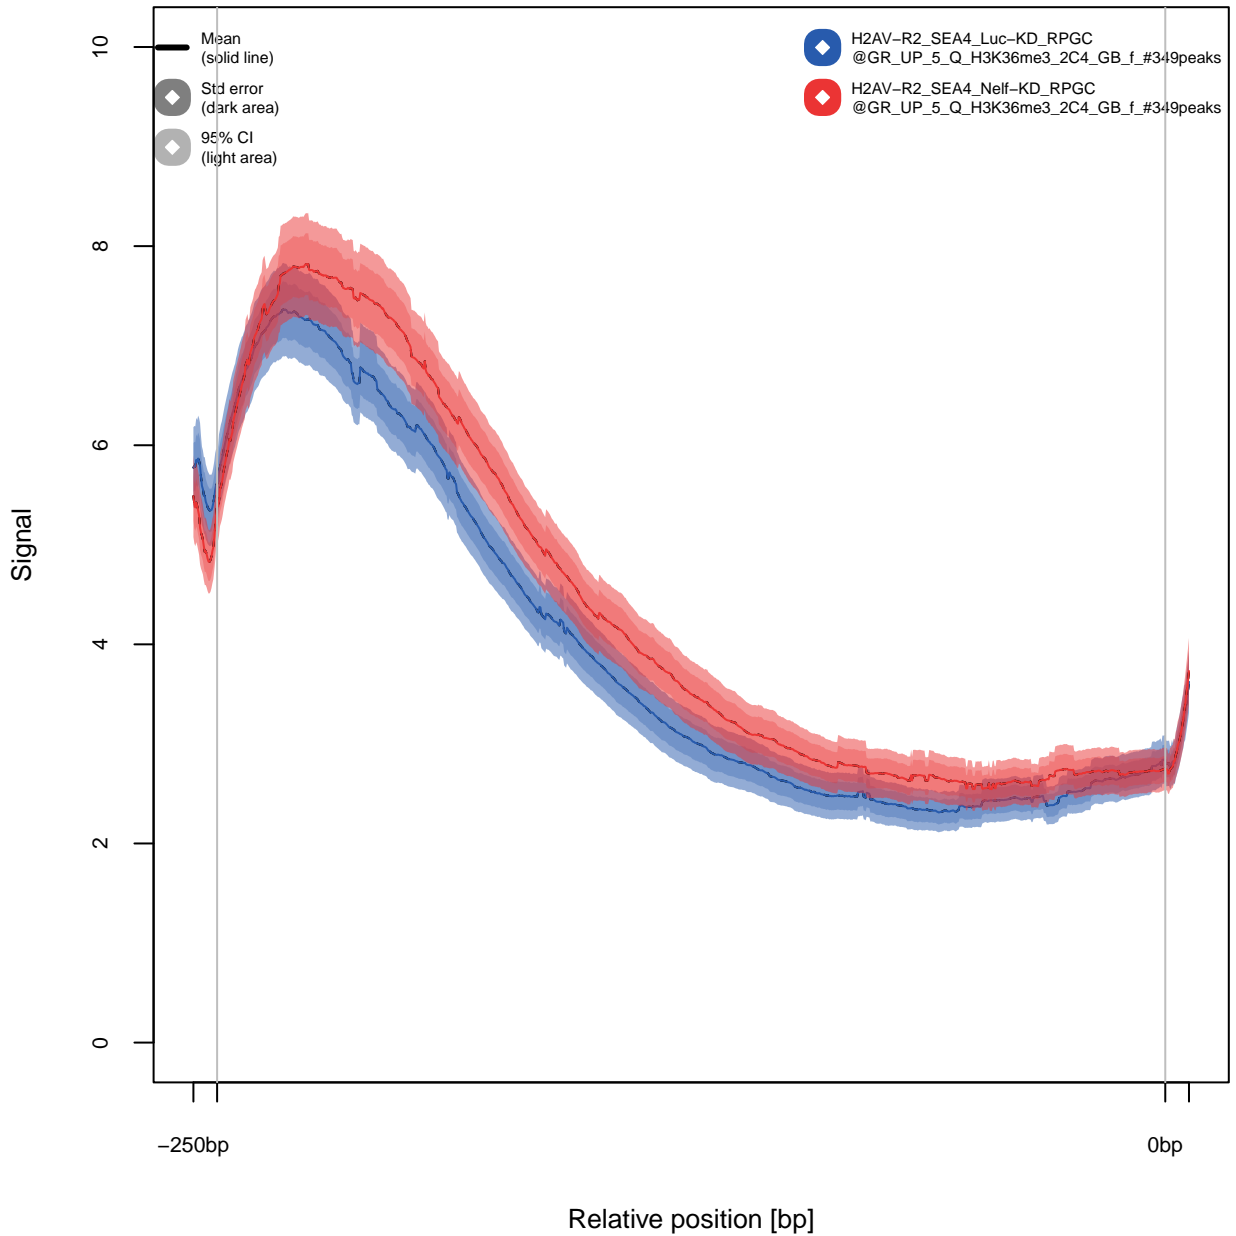 Mean
(solid line)
Std error
(dark area)
95% CI
(light area)
H2AV−R2_SEA4_Luc−KD_RPGC
@GR_UP_5_Q_H3K36me3_2C4_GB_f_#349peaks
H2AV−R2_SEA4_Nelf−KD_RPGC
@GR_UP_5_Q_H3K36me3_2C4_GB_f_#349peaks
10
8
6
4
2
0
Signal
−250bp
0bp
Relative position [bp]